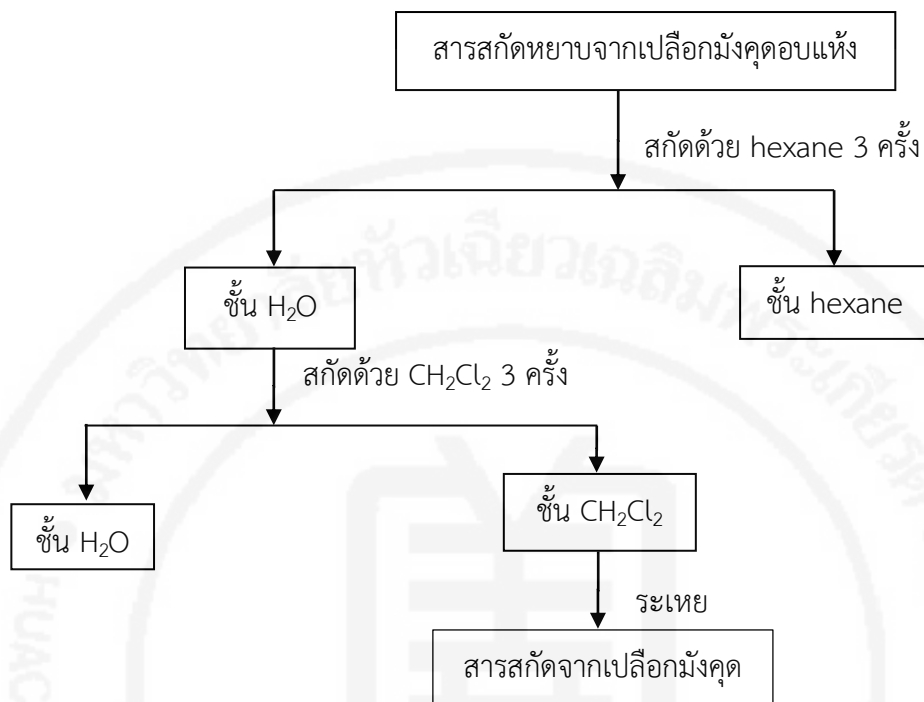 สารสกัดหยาบจากเปลือกมังคุดอบแห้ง
สกัดด้วย hexane 3 ครั้ง
ชั้น H₂O
ชั้น hexane
สกัดด้วย CH₂Cl₂ 3 ครั้ง
ชั้น H₂O
ชั้น CH₂Cl₂
ระเหย
สารสกัดจากเปลือกมังคุด